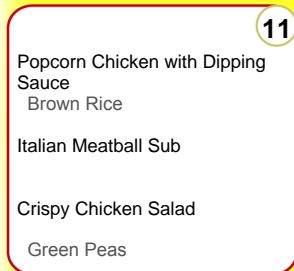 11
Popcorn Chicken with Dipping
Sauce
Brown Rice
Italian Meatball Sub
Crispy Chicken Salad
Green Peas